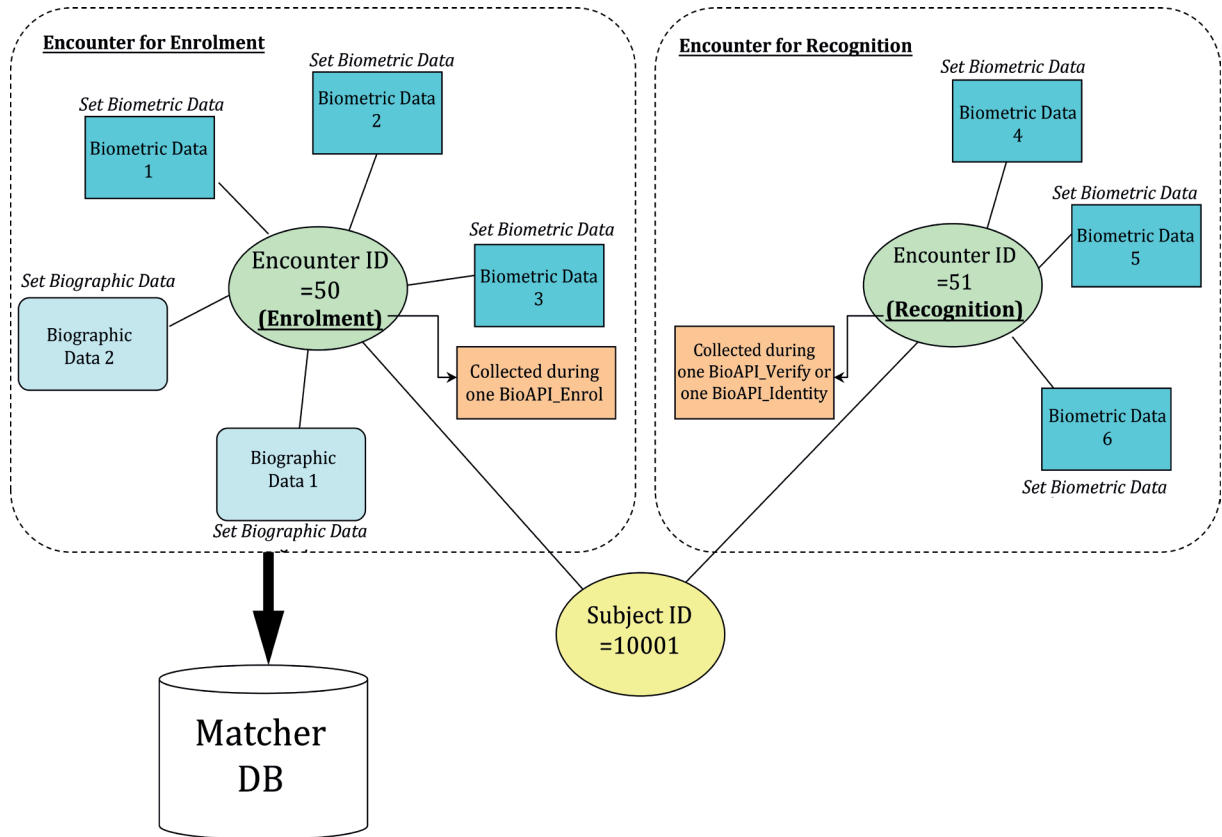 Encounter for Enrolment
Set Biometric Data
Biometric Data
1
Set Biometric Data
Biometric Data
2
Set Biometric Data
Biometric Data
3
Encounter ID
=50
(Enrolment)
Set Biographic Data
Biographic
Data 2
Biographic
Data 1
Set Biographic Data
Collected during
one BioAPI_Enrol
Encounter for Recognition
Set Biometric Data
Biometric Data
4
Set Biometric Data
Biometric Data
5
Encounter ID
=51
(Recognition)
Collected during
one BioAPI_Verify or
one BioAPI_Identity
Biometric Data
6
Set Biometric Data
Subject ID
=10001
Matcher
DB